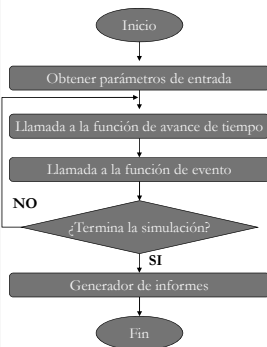 Inicio
Obtener parámetros de entrada
Llamada a la función de avance de tiempo
Llamada a la función de evento
NO
¿Termina la simulación?
SI
Generador de informes
Fin